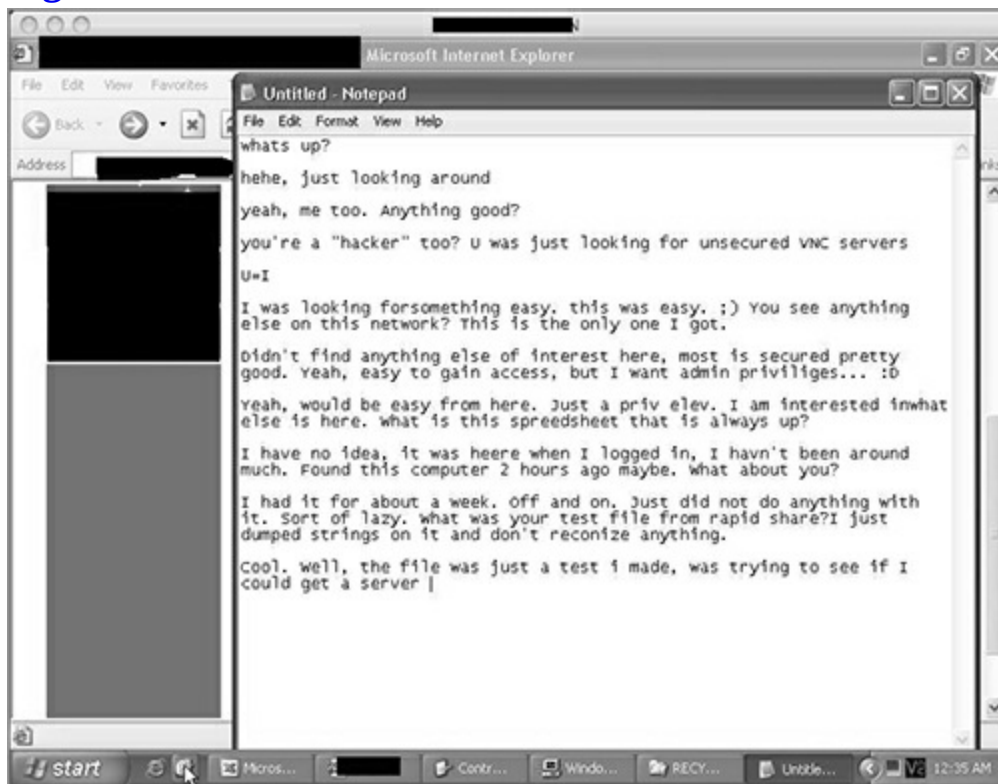 Microsoft Internet Explorer
File Edit View Favorites
Untitled - Notepad
Back
File Edit Format View Help
Address
whats up?
hehe, just looking around
yeah, me too. Anything good?
you're a "hacker" too? U was just looking for unsecured VNC servers
U=I
I was looking forsomething easy. this was easy. ;) You see anything
else on this network? This is the only one I got.
Didn't find anything else of interest here, most is secured pretty
good. Yeah, easy to gain access, but I want admin priviliges... :D
Yeah, would be easy from here. Just a priv elev. I am interested inwhat
else is here. What is this spreedsheet that is always up?
I have no idea, it was heere when I logged in, I havn't been around
much. Found this computer 2 hours ago maybe. What about you?
I had it for about a week. Off and on. Just did not do anything with
it. Sort of lazy. What was your test file from rapid share?I just
dumped strings on it and don't reconize anything.
Cool. Well, the file was just a test i made, was trying to see if I
could get a server
start Micros... Contr... Windo... RECY... Untitle... 12:35 AM